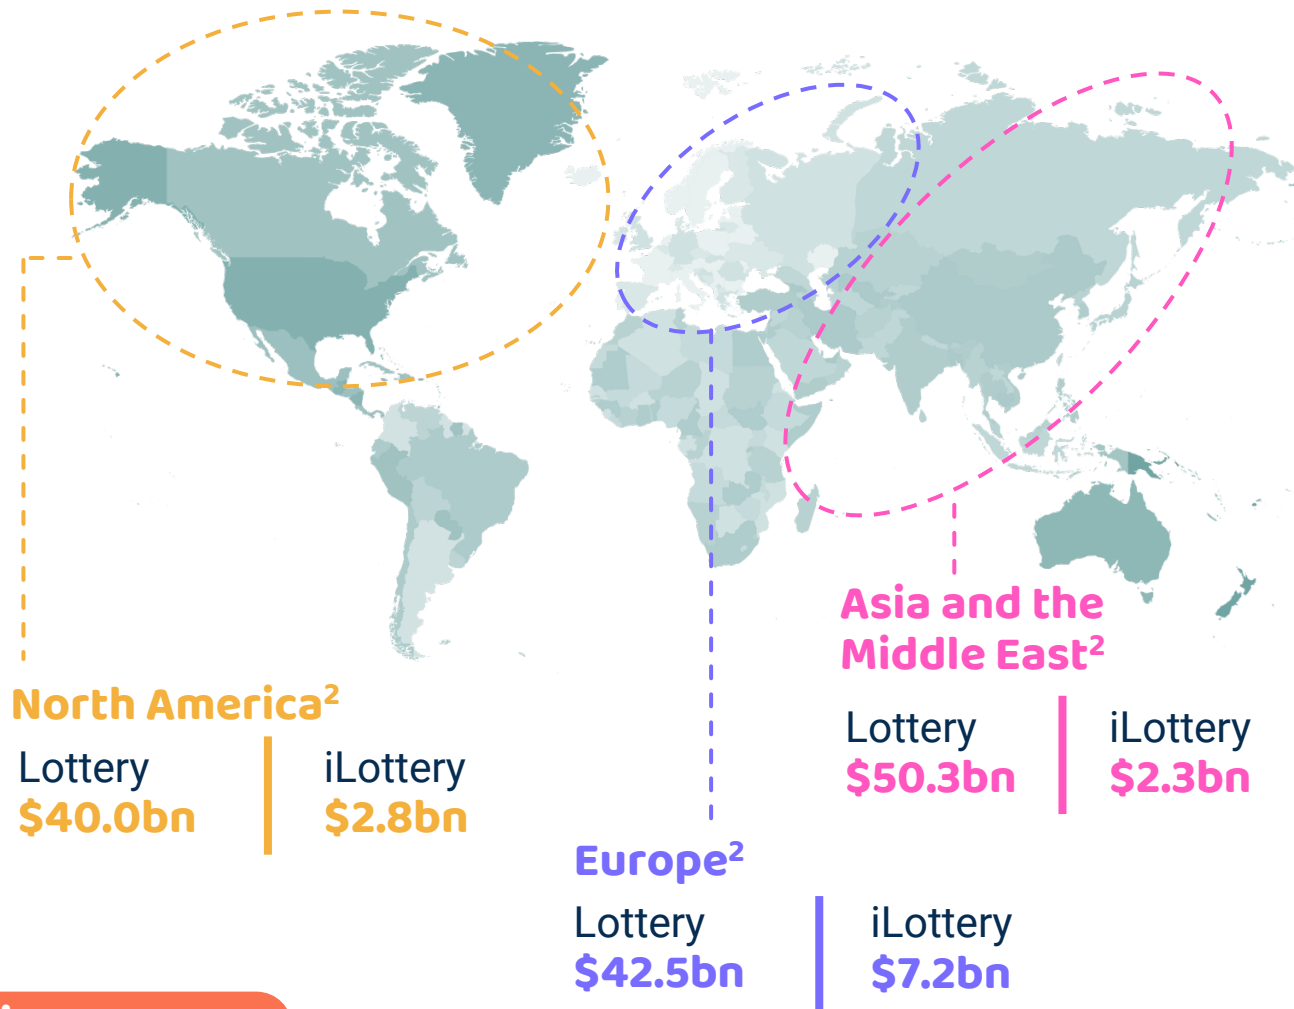 North America²
Lottery
$40.0bn
iLottery
$2.8bn
Europe²
Lottery
$42.5bn
iLottery
$7.2bn
Asia and the
Middle East²
Lottery
$50.3bn
iLottery
$2.3bn